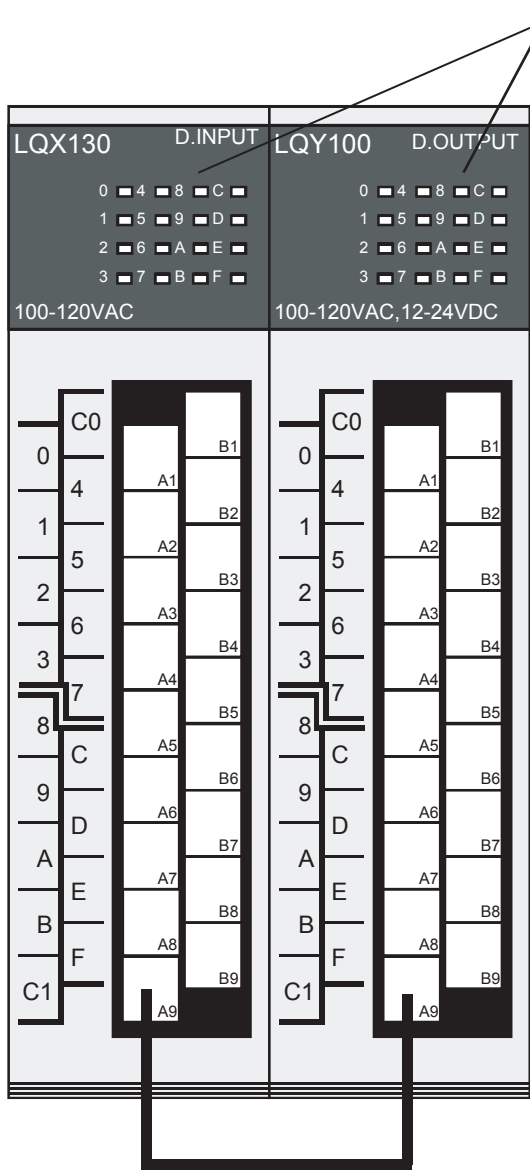 LQX130 D.INPUT
0 4 8 C
1 5 9 D
2 6 A E
3 7 B F
100-120VAC
C0
0
4
1
5
2
6
3
7
8
C
9
D
A
E
B
F
C1
B1
A1
B2
A2
B3
A3
B4
A4
B5
A5
B6
A6
B7
A7
B8
A8
B9
A9
LQY100 D.OUTPUT
0 4 8 C
1 5 9 D
2 6 A E
3 7 B F
100-120VAC,12-24VDC
C0
0
4
1
5
2
6
3
7
8
C
9
D
A
E
B
F
C1
B1
A1
B2
A2
B3
A3
B4
A4
B5
A5
B6
A6
B7
A7
B8
A8
B9
A9